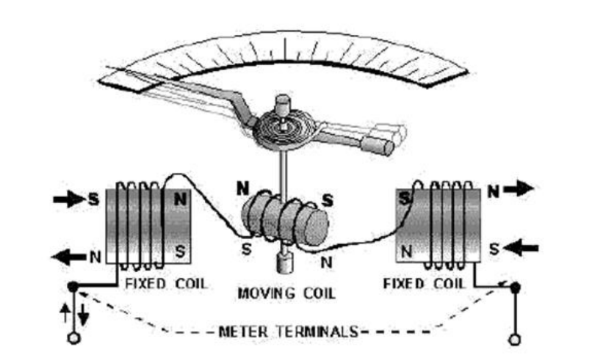 N S
S N S N
N S S N N S
FIXED COIL MOVING COIL FIXED COIL
METER TERMINALS